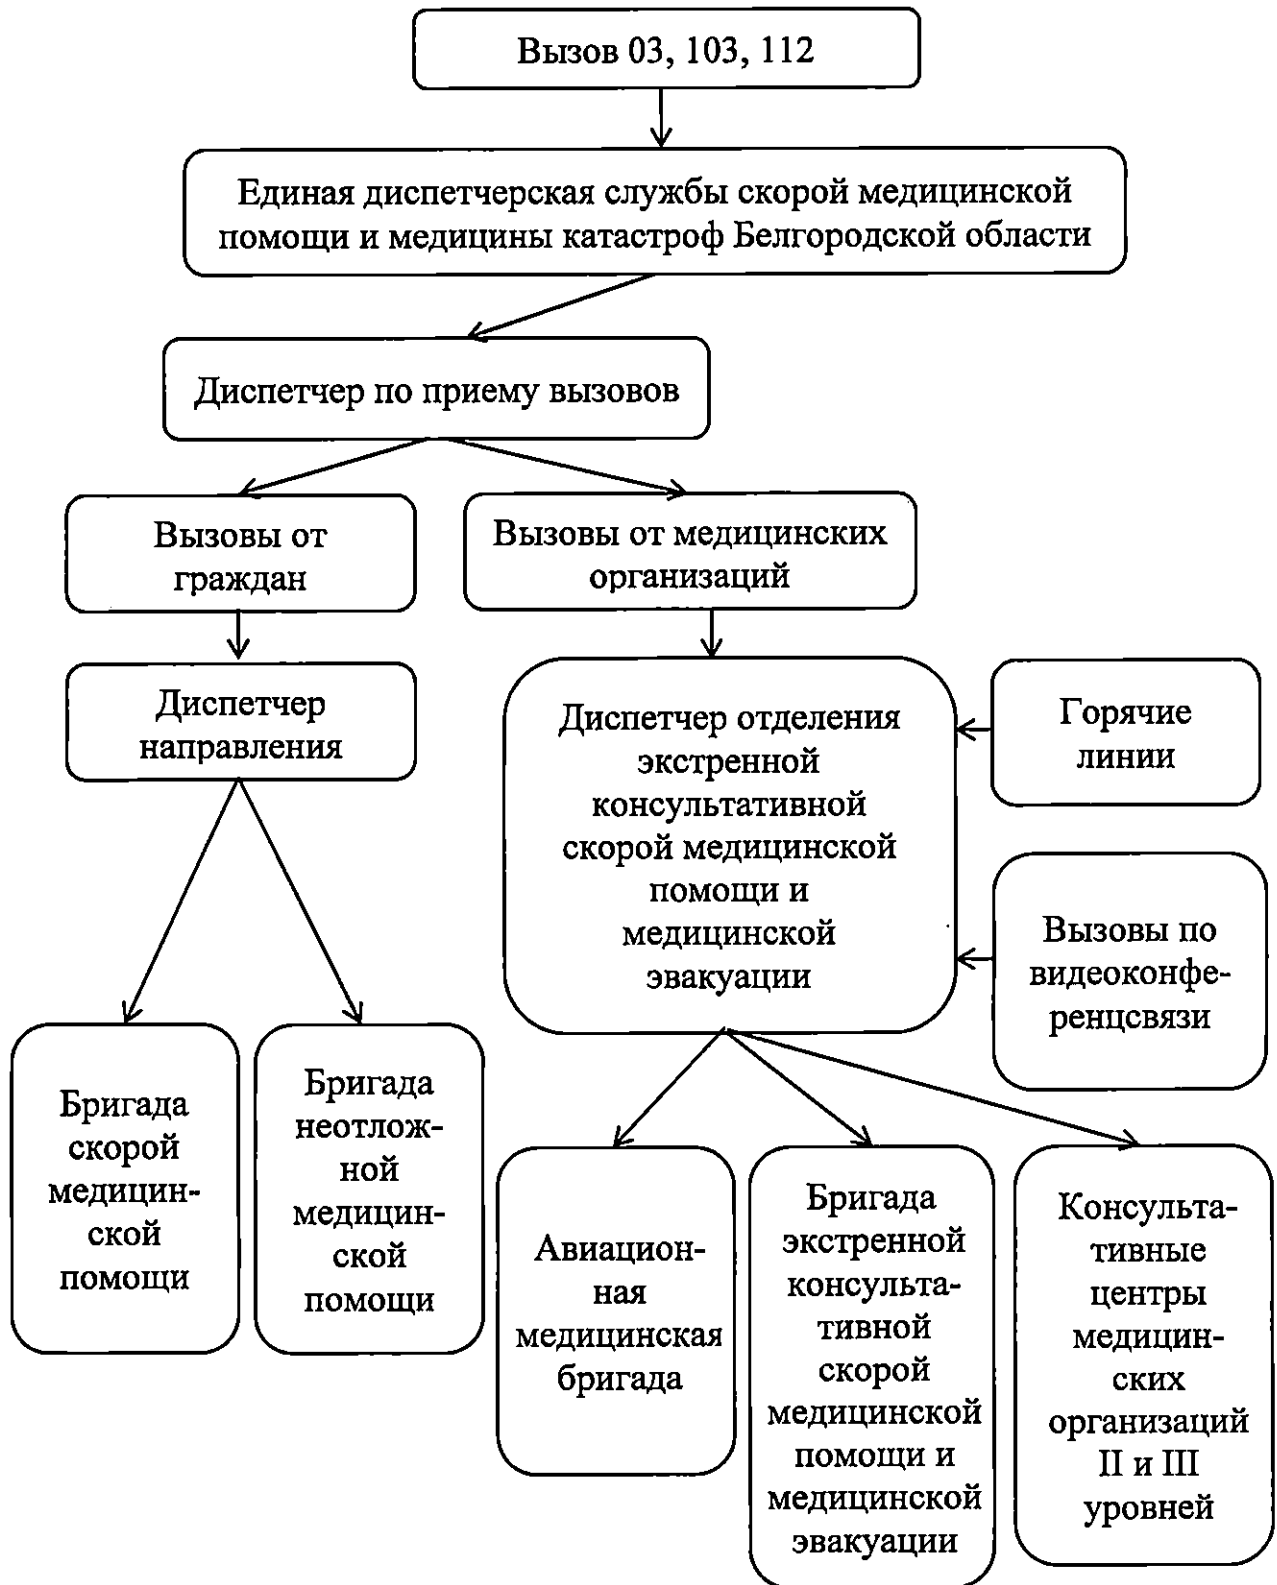 Вызов 03, 103, 112
Единая диспетчерская службы скорой медицинской
помощи и медицины катастроф Белгородской области
Диспетчер по приему вызовов
Вызовы от
граждан
Вызовы от медицинских
организаций
Диспетчер
направления
Диспетчер отделения
экстренной
консультативной
скорой медицинской
помощи и
медицинской
эвакуации
Горячие
линии
Вызовы по
видеоконфе-
ренцсвязи
Бригада
скорой
медицин-
ской
помощи
Бригада
неотлож-
ной
медицин-
ской
помощи
Авиацион-
ная
медицинская
бригада
Бригада
экстренной
консульта-
тивной
скорой
медицинской
помощи и
медицинской
эвакуации
Консульта-
тивные
центры
медицин-
ских
организаций
II и III
уровней